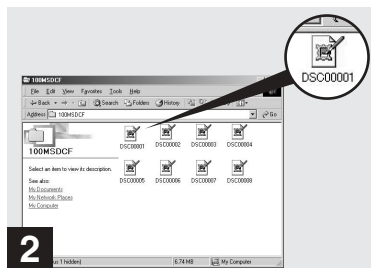 DSC00001
100MSDCF
File Edit View Favorites Tools Help
Back Search Folders History
Address 100MSDCF Go
100MSDCF
Select an item to view its description.
See also:
My Documents
My Network Places
My Computer
DSC00001 DSC00002 DSC00003 DSC00004
DSC00005 DSC00006 DSC00007 DSC00008
2
us 1 hidden) 6.74 MB My Computer